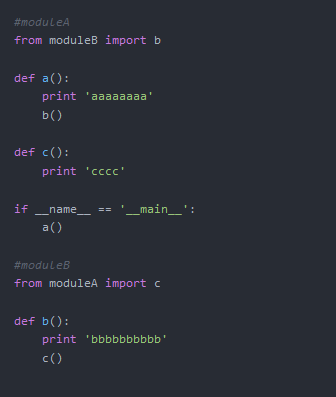 #moduleA
from moduleB import b
def a():
    print 'aaaaaaaa'
    b()
def c():
    print 'cccc'
if __name__ == '__main__':
    a()
#moduleB
from moduleA import c
def b():
    print 'bbbbbbbbbb'
    c()